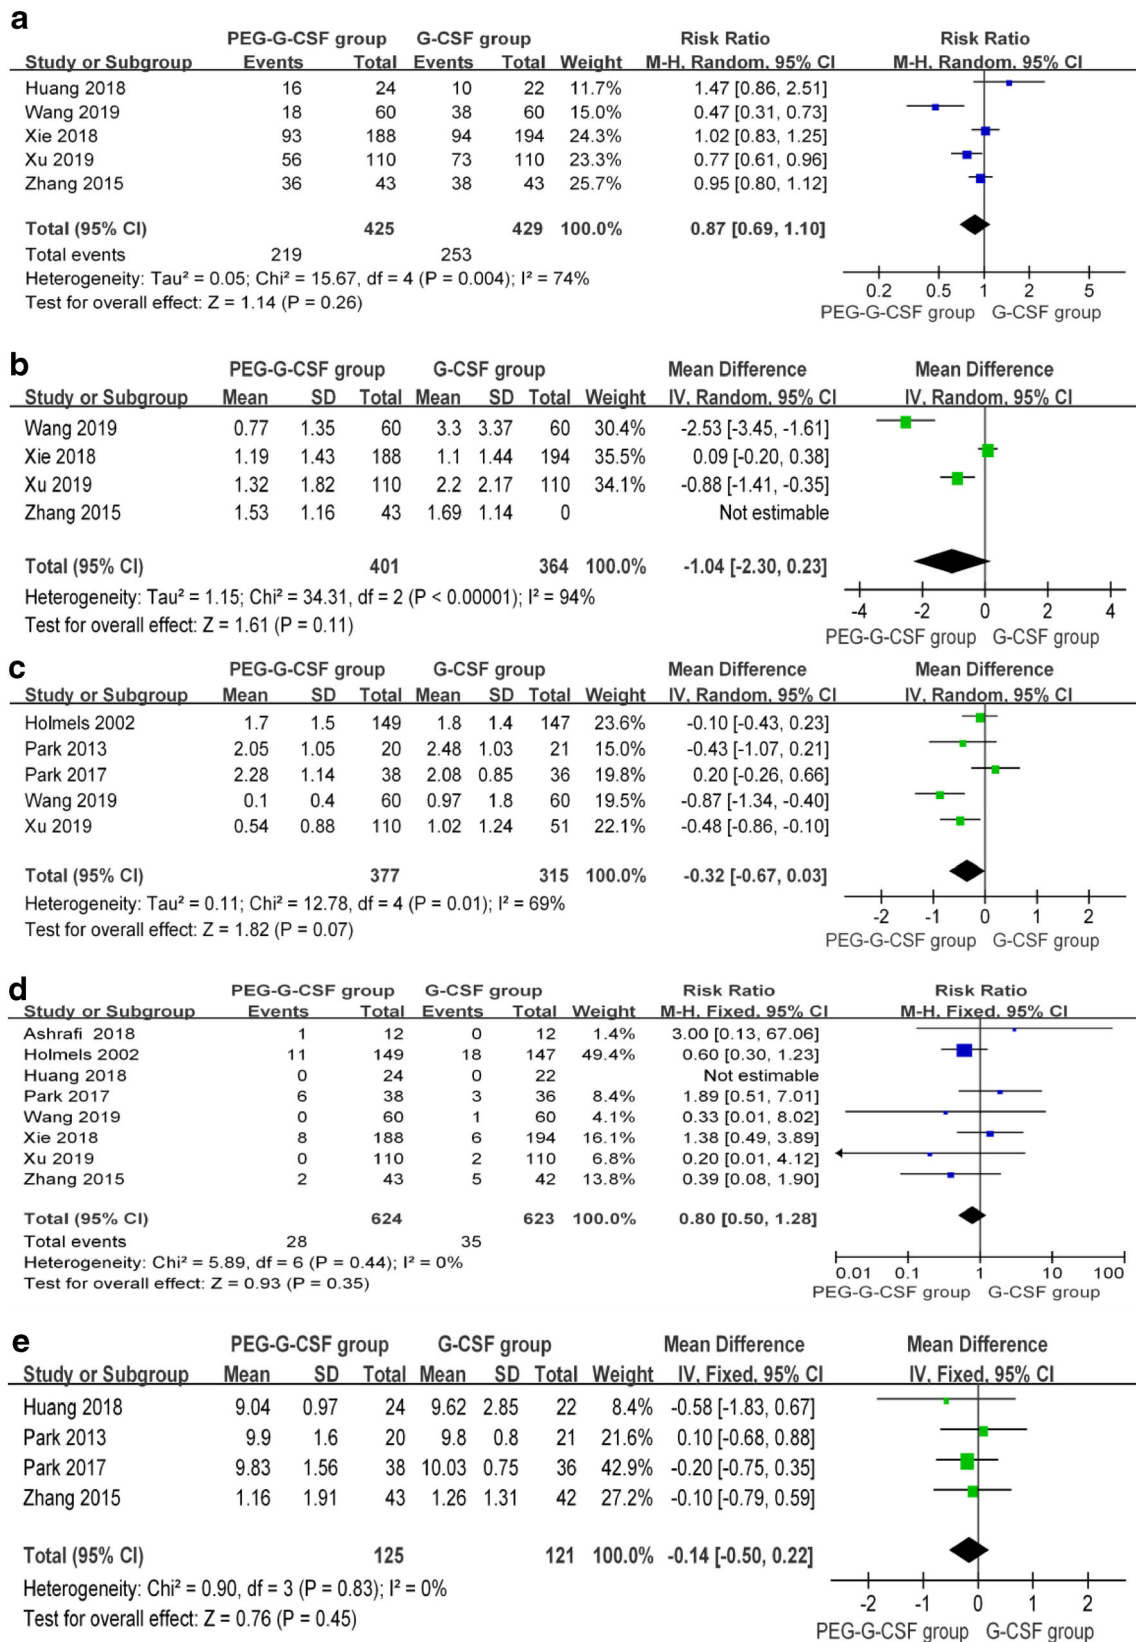 a
PEG-G-CSF group G-CSF group Risk Ratio Risk Ratio
Study or Subgroup Events Total Events Total Weight M-H, Random, 95% CI M-H, Random, 95% CI
Huang 2018 16 24 10 22 11.7% 1.47 [0.86, 2.51]
Wang 2019 18 60 38 60 15.0% 0.47 [0.31, 0.73]
Xie 2018 93 188 94 194 24.3% 1.02 [0.83, 1.25]
Xu 2019 56 110 73 110 23.3% 0.77 [0.61, 0.96]
Zhang 2015 36 43 38 43 25.7% 0.95 [0.80, 1.12]
Total (95% CI) 425 429 100.0% 0.87 [0.69, 1.10]
Total events 219 253
Heterogeneity: Tau² = 0.05; Chi² = 15.67, df = 4 (P = 0.004); I² = 74%
Test for overall effect: Z = 1.14 (P = 0.26)
0.2 0.5 1 2 5
PEG-G-CSF group G-CSF group
b
PEG-G-CSF group G-CSF group Mean Difference Mean Difference
Study or Subgroup Mean SD Total Mean SD Total Weight IV, Random, 95% CI IV, Random, 95% CI
Wang 2019 0.77 1.35 60 3.3 3.37 60 30.4% -2.53 [-3.45, -1.61]
Xie 2018 1.19 1.43 188 1.1 1.44 194 35.5% 0.09 [-0.20, 0.38]
Xu 2019 1.32 1.82 110 2.2 2.17 110 34.1% -0.88 [-1.41, -0.35]
Zhang 2015 1.53 1.16 43 1.69 1.14 0 Not estimable
Total (95% CI) 401 364 100.0% -1.04 [-2.30, 0.23]
Heterogeneity: Tau² = 1.15; Chi² = 34.31, df = 2 (P < 0.00001); I² = 94%
Test for overall effect: Z = 1.61 (P = 0.11)
-4 -2 0 2 4
PEG-G-CSF group G-CSF group
c
PEG-G-CSF group G-CSF group Mean Difference Mean Difference
Study or Subgroup Mean SD Total Mean SD Total Weight IV, Random, 95% CI IV, Random, 95% CI
Holmels 2002 1.7 1.5 149 1.8 1.4 147 23.6% -0.10 [-0.43, 0.23]
Park 2013 2.05 1.05 20 2.48 1.03 21 15.0% -0.43 [-1.07, 0.21]
Park 2017 2.28 1.14 38 2.08 0.85 36 19.8% 0.20 [-0.26, 0.66]
Wang 2019 0.1 0.4 60 0.97 1.8 60 19.5% -0.87 [-1.34, -0.40]
Xu 2019 0.54 0.88 110 1.02 1.24 51 22.1% -0.48 [-0.86, -0.10]
Total (95% CI) 377 315 100.0% -0.32 [-0.67, 0.03]
Heterogeneity: Tau² = 0.11; Chi² = 12.78, df = 4 (P = 0.01); I² = 69%
Test for overall effect: Z = 1.82 (P = 0.07)
-2 -1 0 1 2
PEG-G-CSF group G-CSF group
d
PEG-G-CSF group G-CSF group Risk Ratio Risk Ratio
Study or Subgroup Events Total Events Total Weight M-H, Fixed, 95% CI M-H, Fixed, 95% CI
Ashrafi 2018 1 12 0 12 1.4% 3.00 [0.13, 67.06]
Holmels 2002 11 149 18 147 49.4% 0.60 [0.30, 1.23]
Huang 2018 0 24 0 22 Not estimable
Park 2017 6 38 3 36 8.4% 1.89 [0.51, 7.01]
Wang 2019 0 60 1 60 4.1% 0.33 [0.01, 8.02]
Xie 2018 8 188 6 194 16.1% 1.38 [0.49, 3.89]
Xu 2019 0 110 2 110 6.8% 0.20 [0.01, 4.12]
Zhang 2015 2 43 5 42 13.8% 0.39 [0.08, 1.90]
Total (95% CI) 624 623 100.0% 0.80 [0.50, 1.28]
Total events 28 35
Heterogeneity: Chi² = 5.89, df = 6 (P = 0.44); I² = 0%
Test for overall effect: Z = 0.93 (P = 0.35)
0.01 0.1 1 10 100
PEG-G-CSF group G-CSF group
e
PEG-G-CSF group G-CSF group Mean Difference Mean Difference
Study or Subgroup Mean SD Total Mean SD Total Weight IV, Fixed, 95% CI IV, Fixed, 95% CI
Huang 2018 9.04 0.97 24 9.62 2.85 22 8.4% -0.58 [-1.83, 0.67]
Park 2013 9.9 1.6 20 9.8 0.8 21 21.6% 0.10 [-0.68, 0.88]
Park 2017 9.83 1.56 38 10.03 0.75 36 42.9% -0.20 [-0.75, 0.35]
Zhang 2015 1.16 1.91 43 1.26 1.31 42 27.2% -0.10 [-0.79, 0.59]
Total (95% CI) 125 121 100.0% -0.14 [-0.50, 0.22]
Heterogeneity: Chi² = 0.90, df = 3 (P = 0.83); I² = 0%
Test for overall effect: Z = 0.76 (P = 0.45)
-2 -1 0 1 2
PEG-G-CSF group G-CSF group